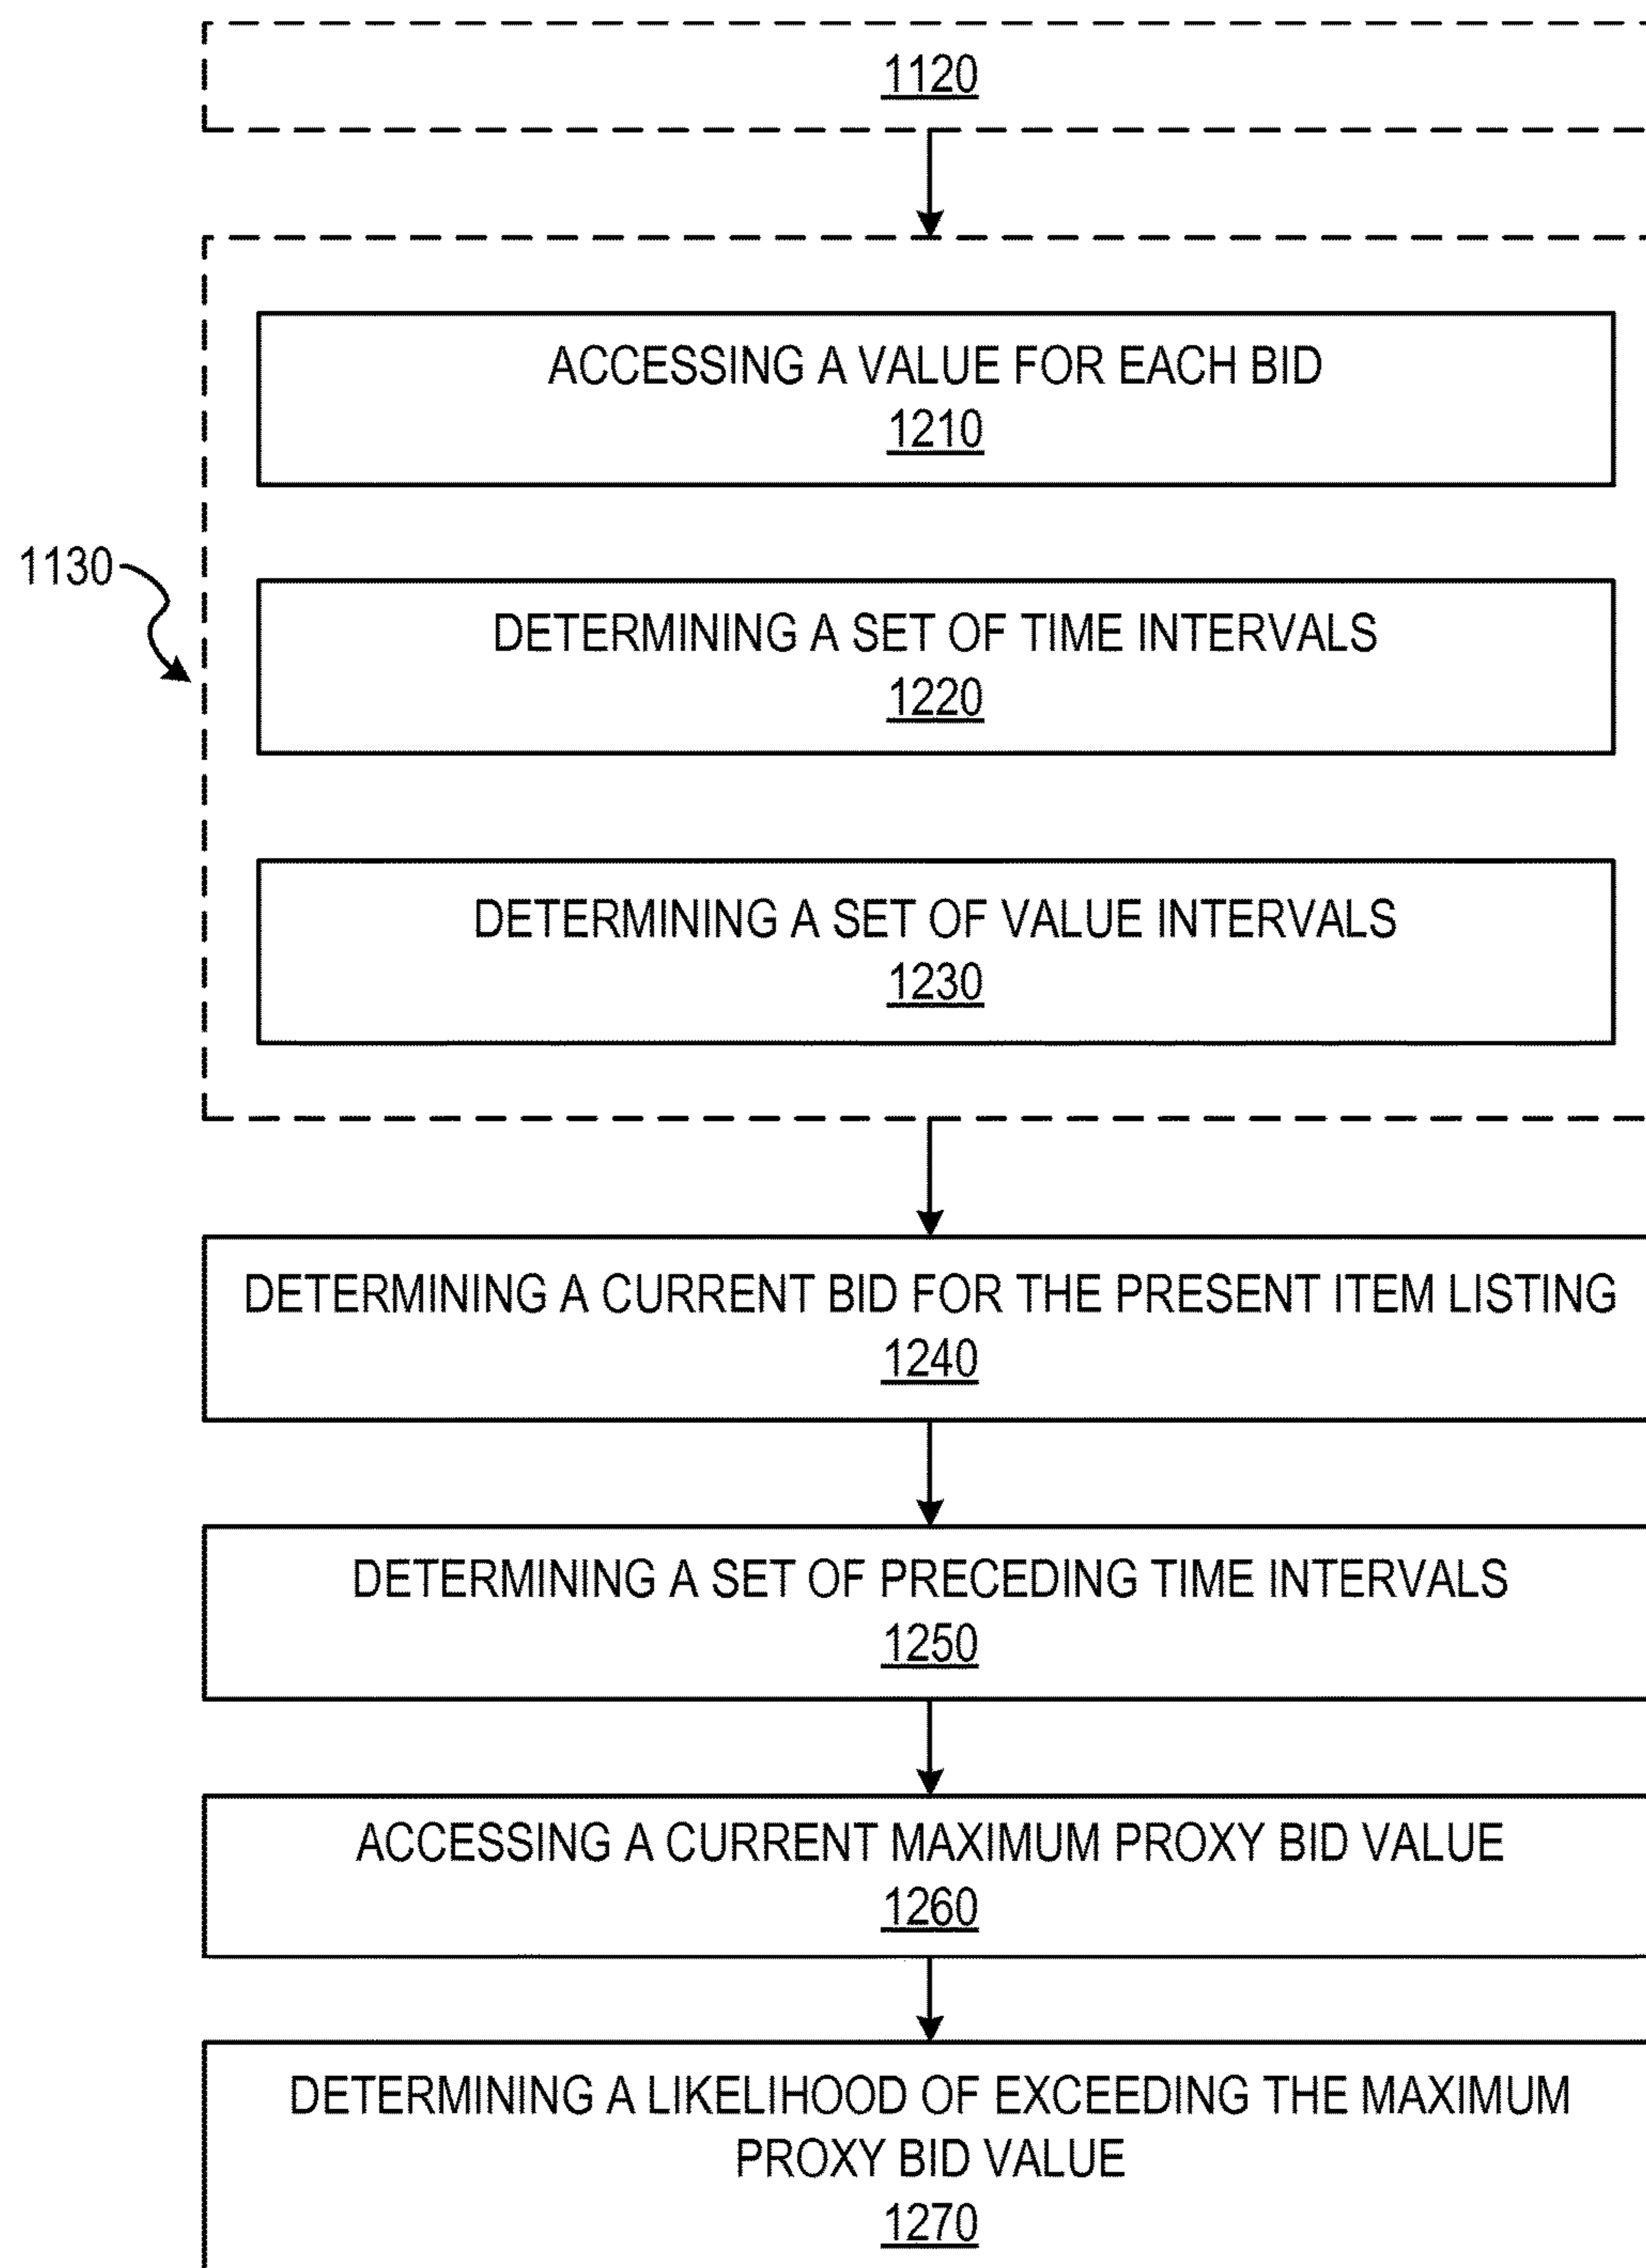 1120
ACCESSING A VALUE FOR EACH BID
1210
1130
DETERMINING A SET OF TIME INTERVALS
1220
DETERMINING A SET OF VALUE INTERVALS
1230
DETERMINING A CURRENT BID FOR THE PRESENT ITEM LISTING
1240
DETERMINING A SET OF PRECEDING TIME INTERVALS
1250
ACCESSING A CURRENT MAXIMUM PROXY BID VALUE
1260
DETERMINING A LIKELIHOOD OF EXCEEDING THE MAXIMUM
PROXY BID VALUE
1270